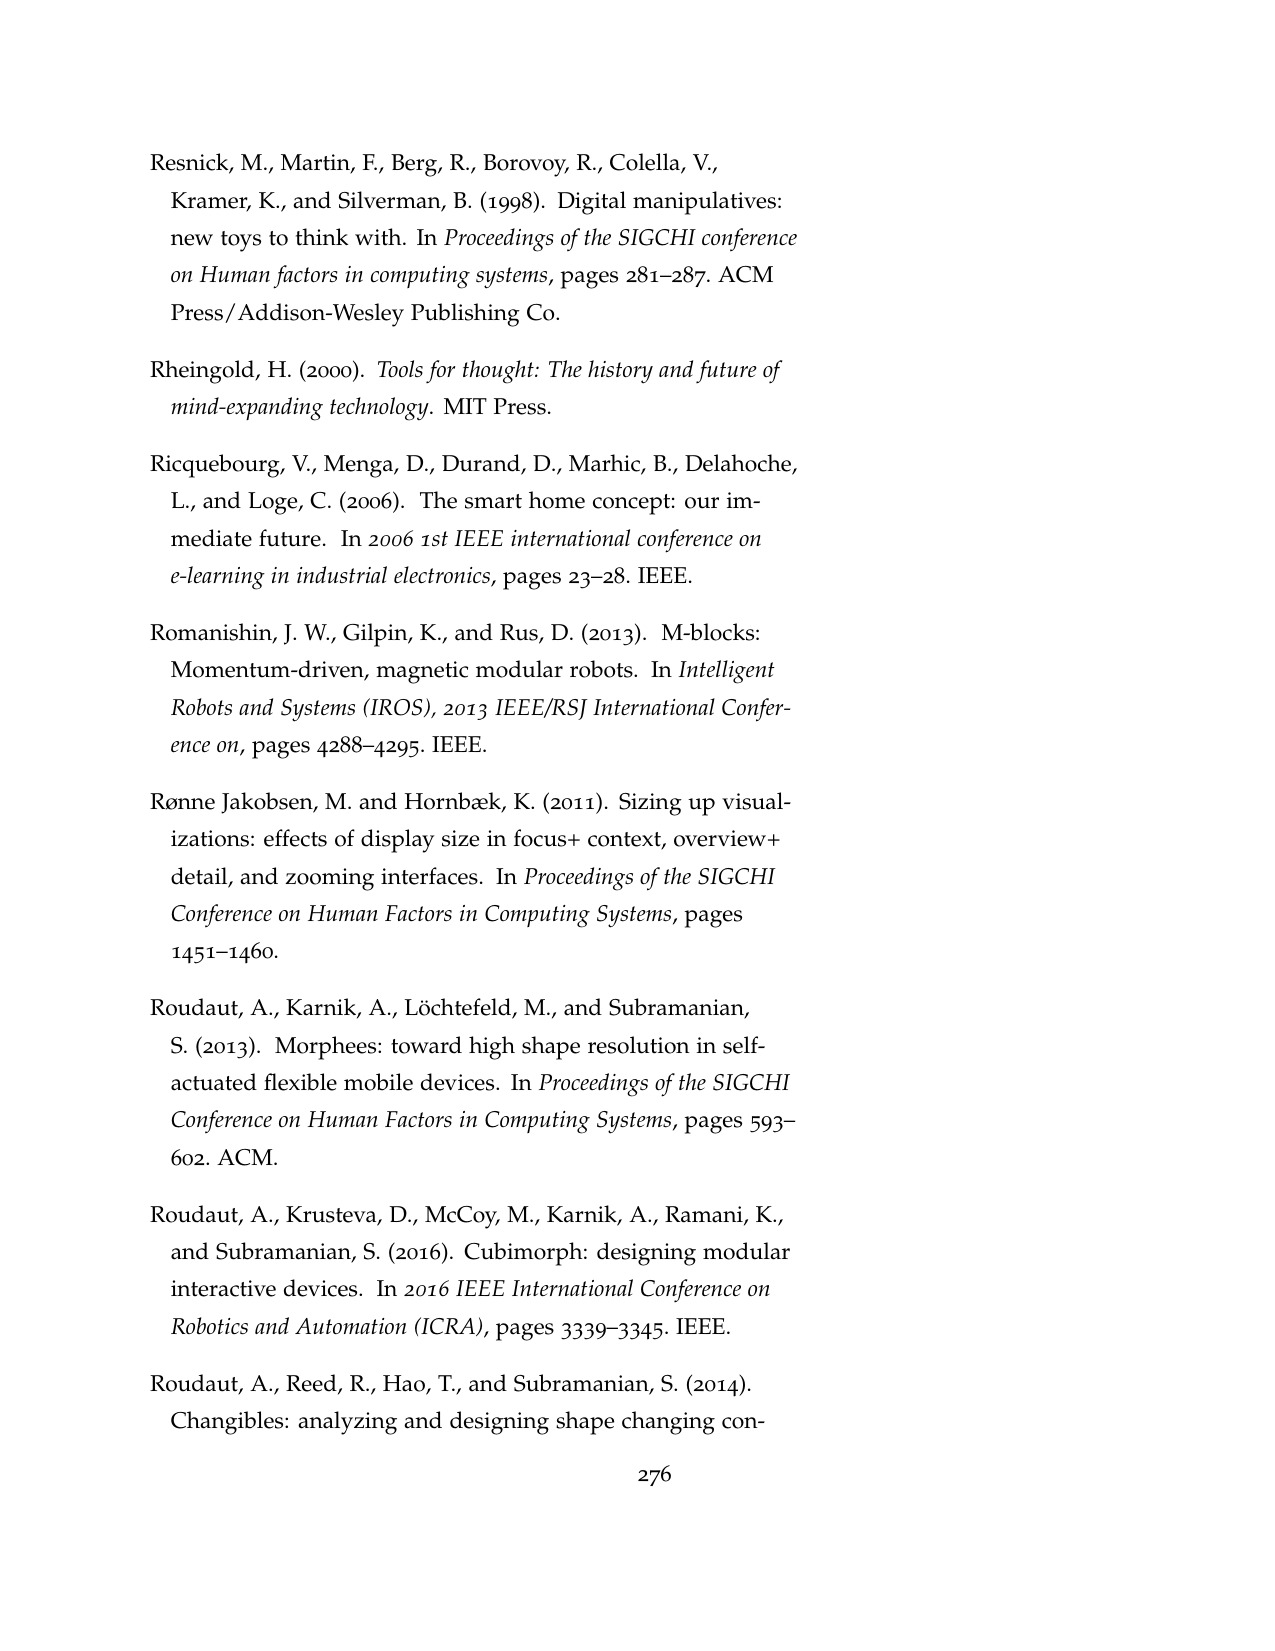 Resnick, M., Martin, F., Berg, R., Borovoy, R., Colella, V.,
Kramer, K., and Silverman, B. (1998). Digital manipulatives:
new toys to think with. In Proceedings of the SIGCHI conference
on Human factors in computing systems, pages 281–287. ACM
Press/Addison-Wesley Publishing Co.
Rheingold, H. (2000). Tools for thought: The history and future of
mind-expanding technology. MIT Press.
Ricquebourg, V., Menga, D., Durand, D., Marhic, B., Delahoche,
L., and Loge, C. (2006). The smart home concept: our im-
mediate future. In 2006 1st IEEE international conference on
e-learning in industrial electronics, pages 23–28. IEEE.
Romanishin, J. W., Gilpin, K., and Rus, D. (2013). M-blocks:
Momentum-driven, magnetic modular robots. In Intelligent
Robots and Systems (IROS), 2013 IEEE/RSJ International Confer-
ence on, pages 4288–4295. IEEE.
Rønne Jakobsen, M. and Hornbæk, K. (2011). Sizing up visual-
izations: effects of display size in focus+ context, overview+
detail, and zooming interfaces. In Proceedings of the SIGCHI
Conference on Human Factors in Computing Systems, pages
1451–1460.
Roudaut, A., Karnik, A., Löchtefeld, M., and Subramanian,
S. (2013). Morphees: toward high shape resolution in self-
actuated flexible mobile devices. In Proceedings of the SIGCHI
Conference on Human Factors in Computing Systems, pages 593–
602. ACM.
Roudaut, A., Krusteva, D., McCoy, M., Karnik, A., Ramani, K.,
and Subramanian, S. (2016). Cubimorph: designing modular
interactive devices. In 2016 IEEE International Conference on
Robotics and Automation (ICRA), pages 3339–3345. IEEE.
Roudaut, A., Reed, R., Hao, T., and Subramanian, S. (2014).
Changibles: analyzing and designing shape changing con-
276